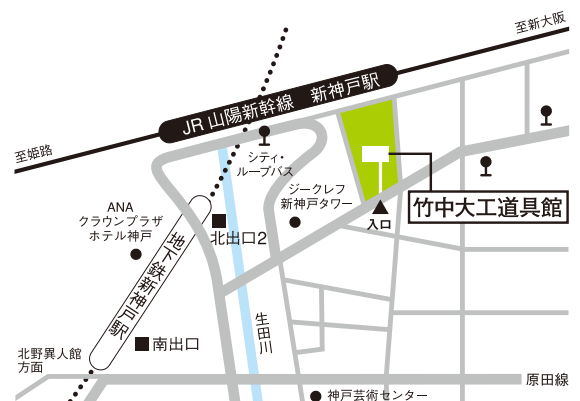 至新大阪
JR 山陽新幹線　新神戸駅
至姫路
シティ・
ループバス
ジークレフ
新神戸タワー
ANA
クラウンプラザ
ホテル神戸
竹中大工道具館
入口
北出口2
地下鉄新神戸駅
生田川
南出口
北野異人館
方面
原田線
神戸芸術センター